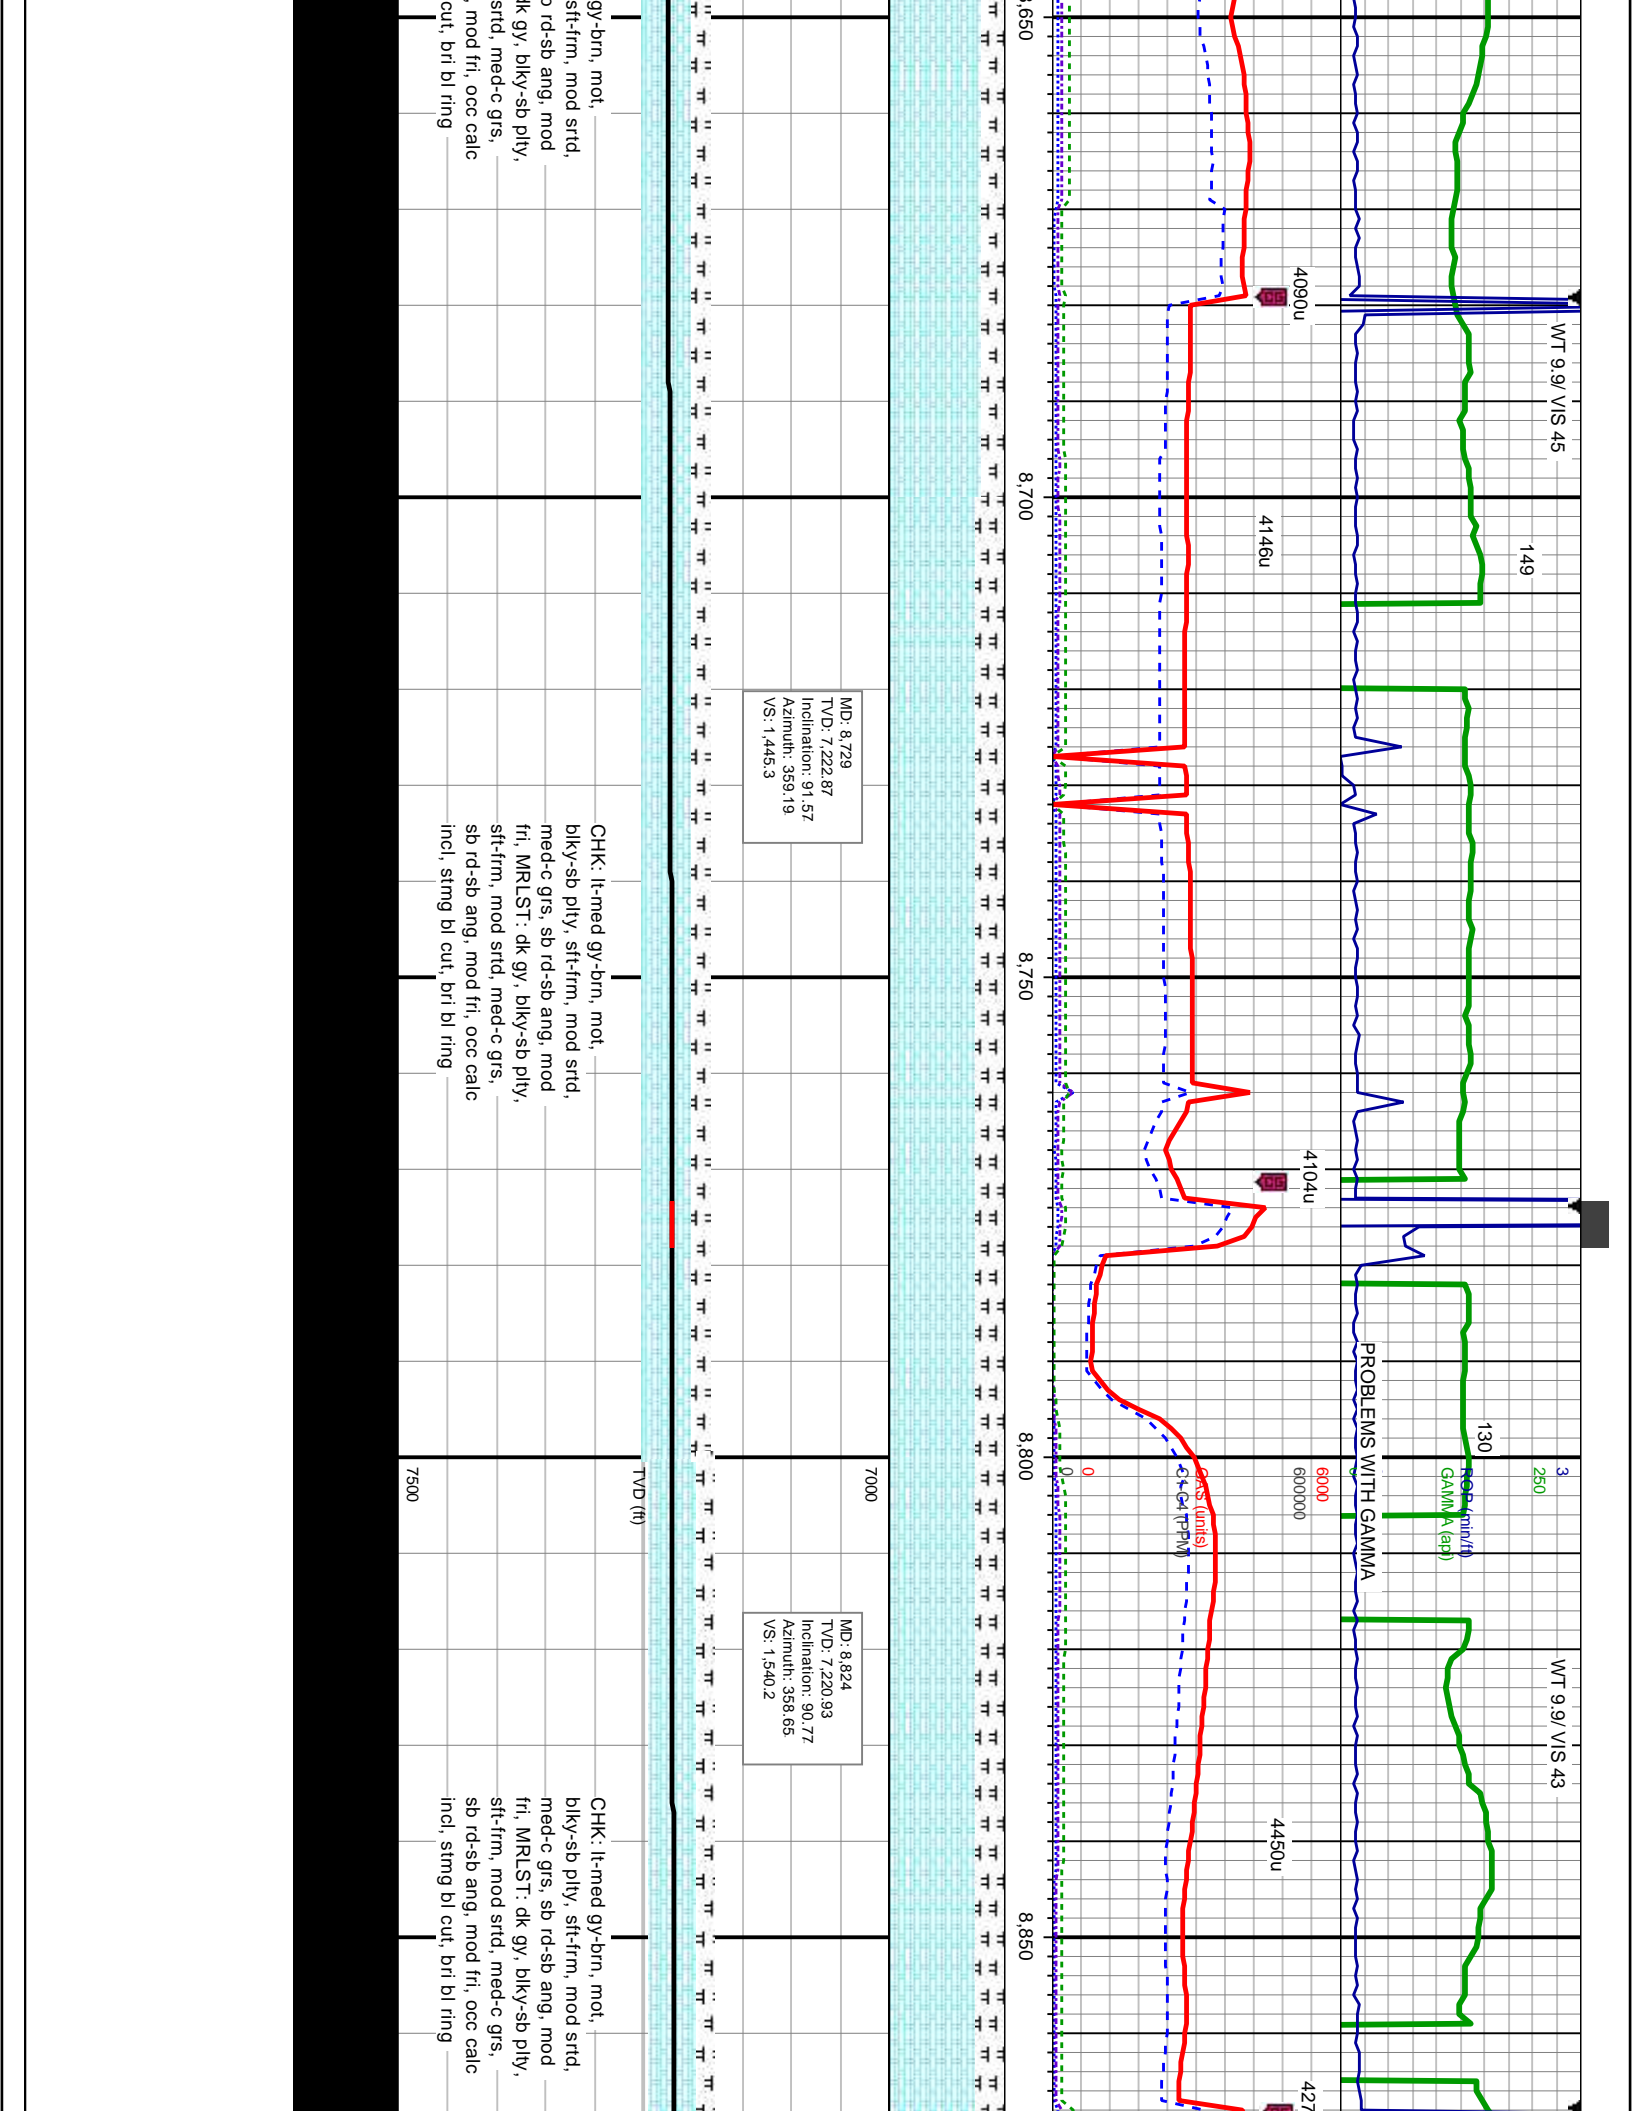 WT 9.9/ VIS 45
149
3
250
ROP (min/ft)
GAMMA (api)
130
PROBLEMS WITH GAMMA
WT 9.9/ VIS 43
4090u
4146u
4104u
6000
600000
GAS (units)
C1-C4 (PPM)
0
0
4450u
427
CG
CG
,650
8,700
8,750
8,800
8,850
7000
MD: 8,729
TVD: 7,222.87
Inclination: 91.57
Azimuth: 359.19
VS: 1,445.3
MD: 8,824
TVD: 7,220.93
Inclination: 90.77
Azimuth: 358.65
VS: 1,540.2
TVD (ft)
7500
gy-brn, mot,
sft-frm, mod srtd,
rd-sb ang, mod
dk gy, blky-sb plty,
srtd, med-c grs,
, mod fri, occ calc
cut, bri bl ring
CHK: lt-med gy-brn, mot,
blky-sb plty, sft-frm, mod srtd,
med-c grs, sb rd-sb ang, mod
fri, MRLST: dk gy, blky-sb plty,
sft-frm, mod srtd, med-c grs,
sb rd-sb ang, mod fri, occ calc
incl, stmg bl cut, bri bl ring
CHK: lt-med gy-brn, mot,
blky-sb plty, sft-frm, mod srtd,
med-c grs, sb rd-sb ang, mod
fri, MRLST: dk gy, blky-sb plty,
sft-frm, mod srtd, med-c grs,
sb rd-sb ang, mod fri, occ calc
incl, stmg bl cut, bri bl ring